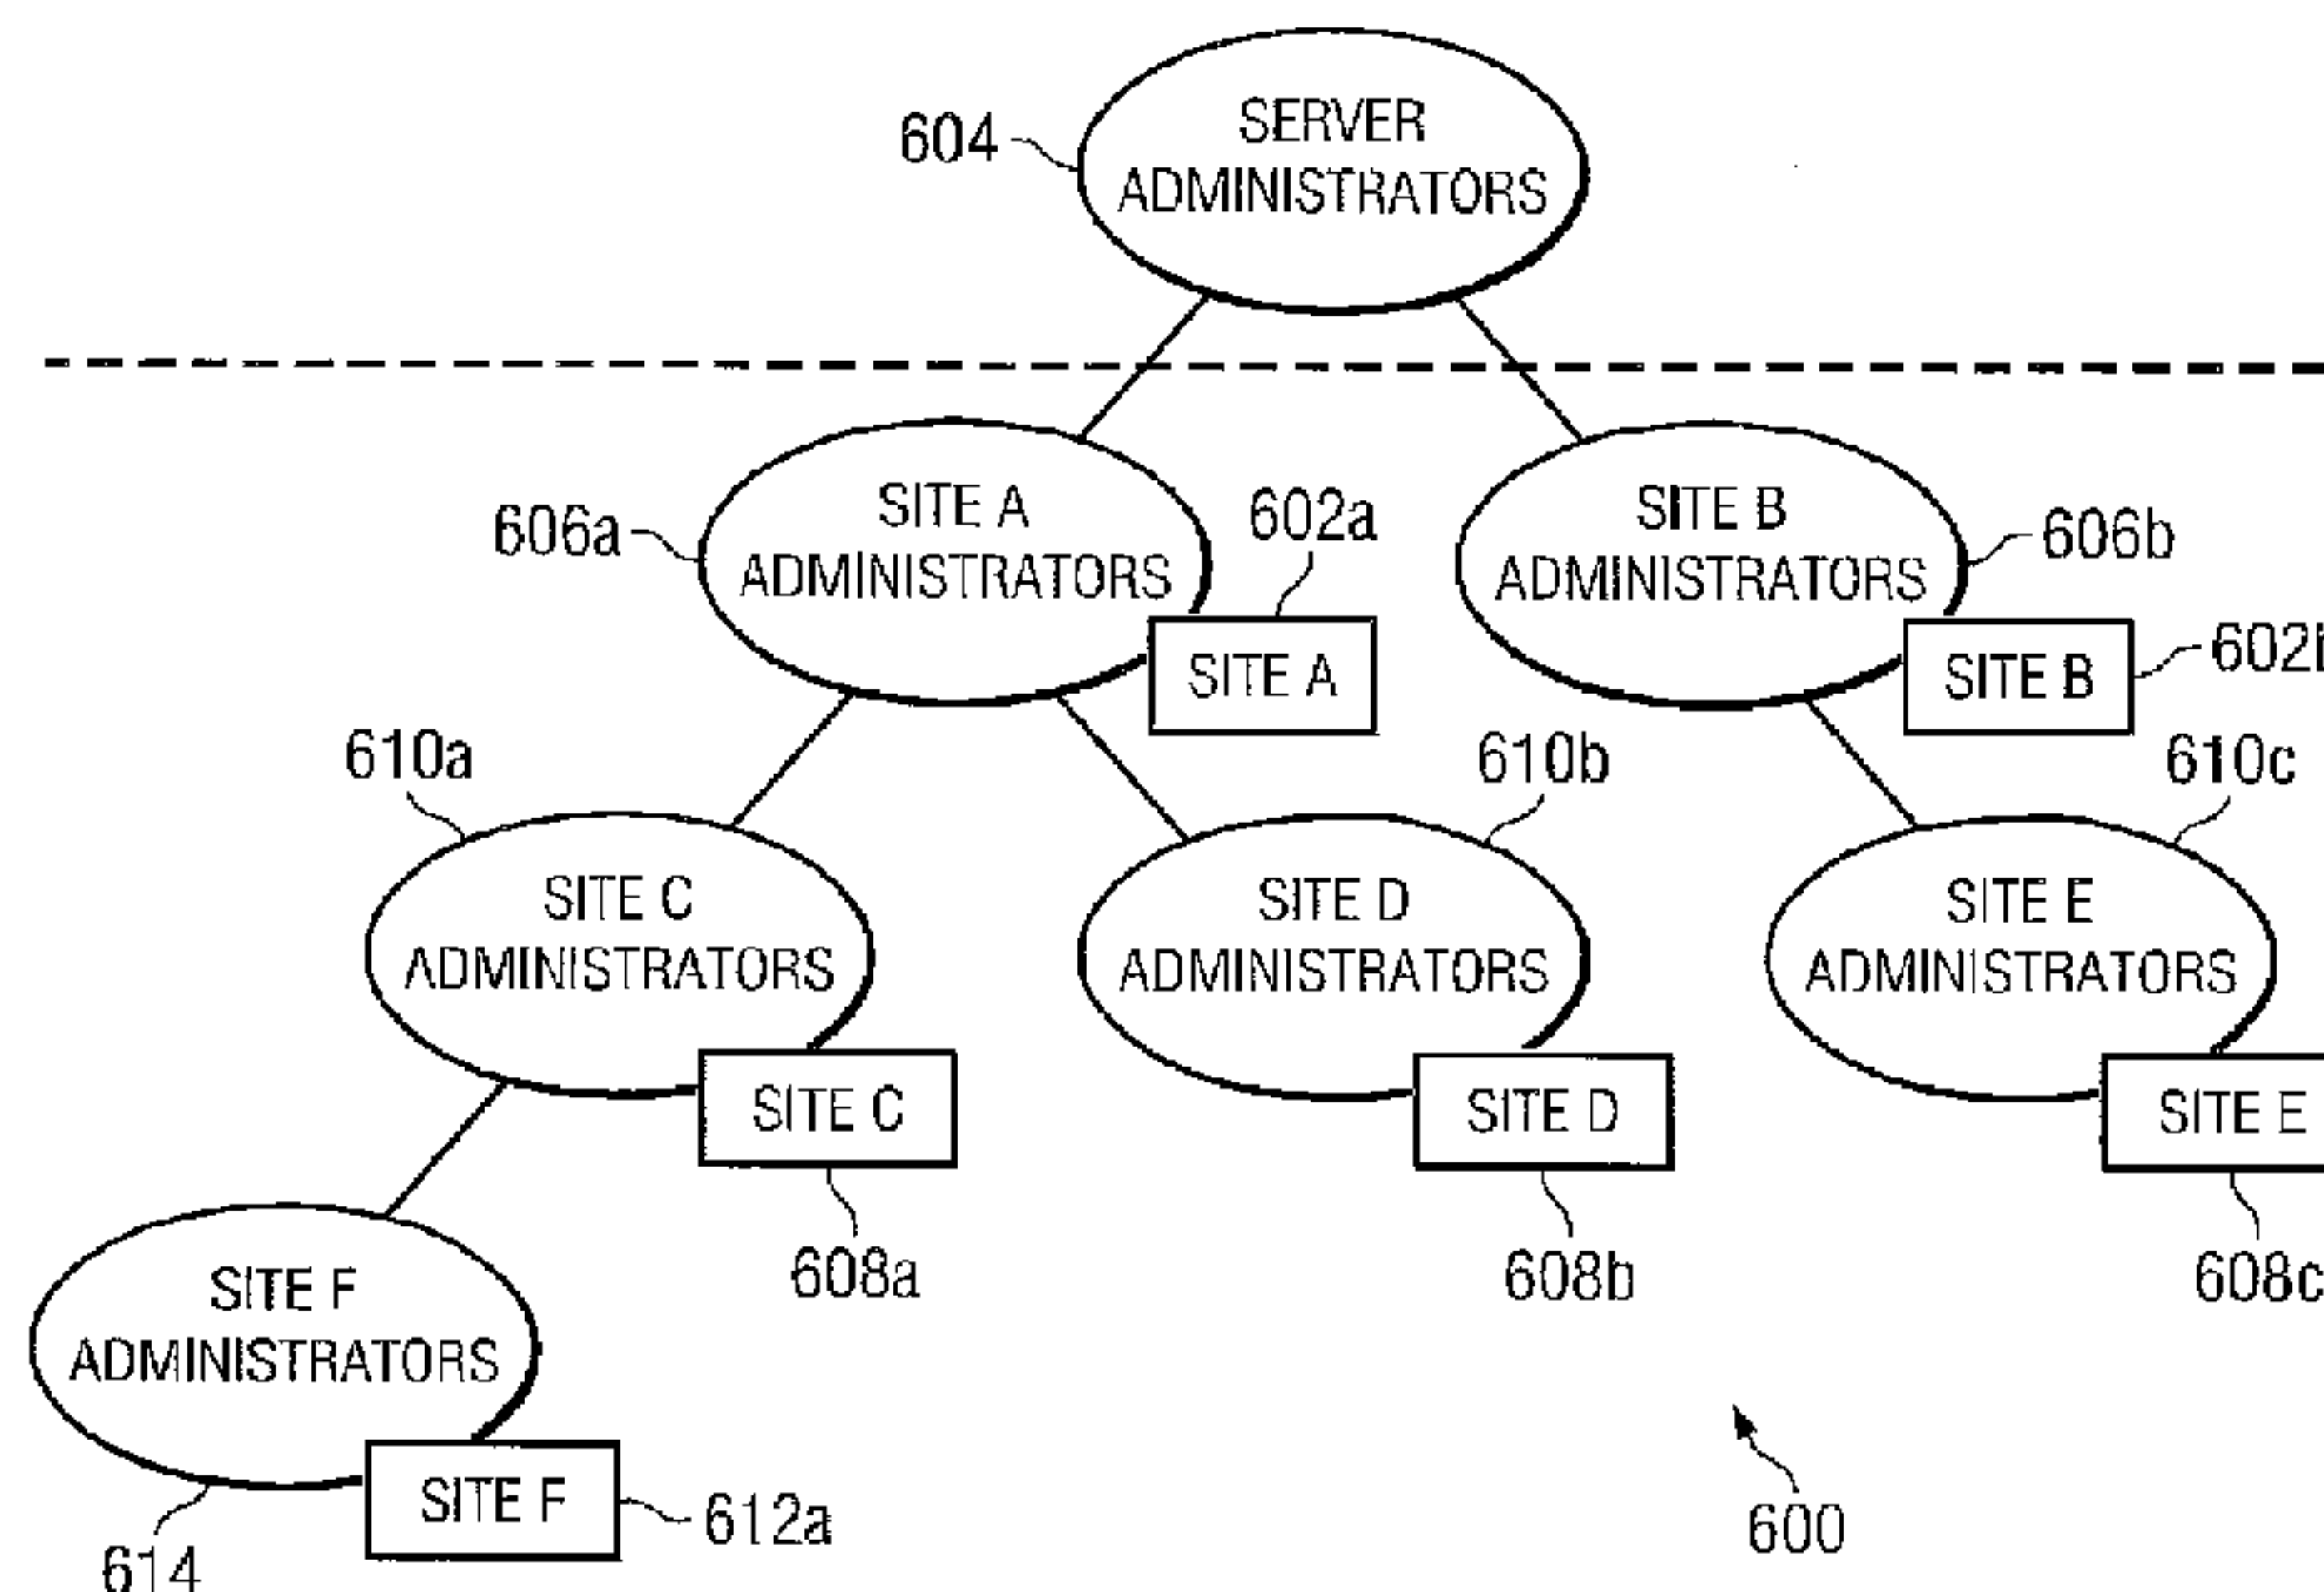 604
SERVER
ADMINISTRATORS
606a
SITE A
ADMINISTRATORS
602a
SITE A
SITE B
ADMINISTRATORS
606b
SITE B
610a
SITE C
ADMINISTRATORS
SITE C
608a
610b
SITE D
ADMINISTRATORS
SITE D
608b
610c
SITE E
ADMINISTRATORS
SITE E
608c
SITE F
ADMINISTRATORS
SITE F
612a
614
600